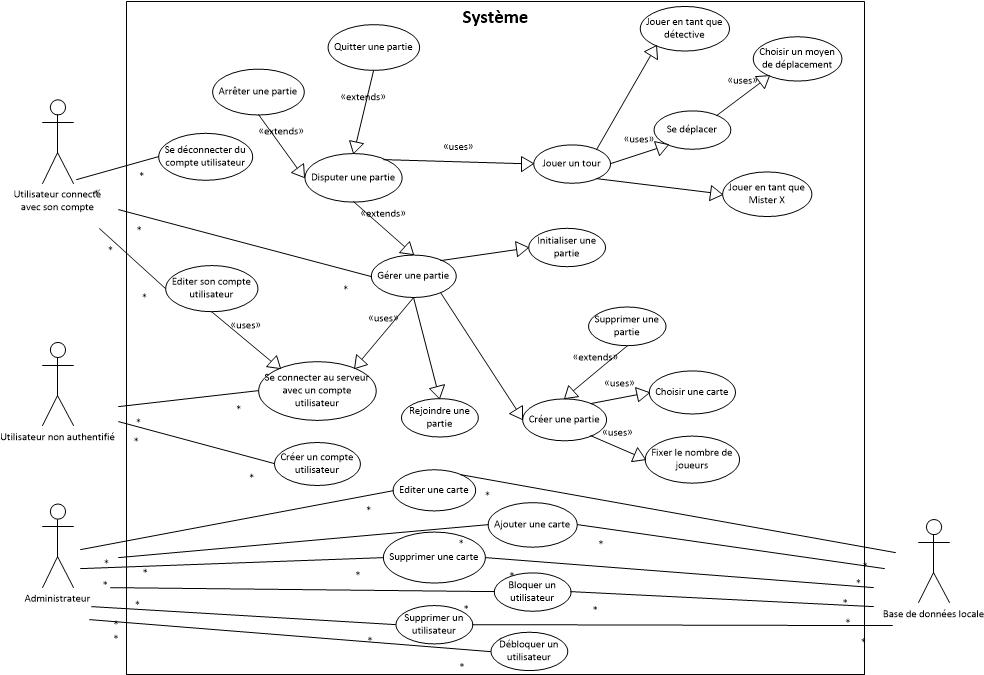 Système
Jouer en tant que
détective
Quitter une partie
Choisir un moyen
de déplacement
«uses»
Arrêter une partie
«extends»
«extends»
Se déplacer
«uses»
Se déconnecter du
compte utilisateur
«uses»
Jouer un tour
Disputer une partie
*
Utilisateur connecté
avec son compte
*
Jouer en tant que
Mister X
«extends»
*
*
Initialiser une
partie
Gérer une partie
Editer son compte
utilisateur
*
*
«uses»
«uses»
Supprimer une
partie
«extends»
Se connecter au serveur
avec un compte
utilisateur
«uses»
Choisir une carte
*
Rejoindre une
partie
Créer une partie
*
Utilisateur non authentifié
*
«uses»
Fixer le nombre de
joueurs
Créer un compte
utilisateur
*
Editer une carte
*
*
Ajouter une carte
*
*
Supprimer une carte
*
*
*
*
*
*
*
Bloquer un
utilisateur
Administrateur
*
*
*
*
Base de données locale
Supprimer un
utilisateur
*
*
*
*
*
Débloquer un
utilisateur
*